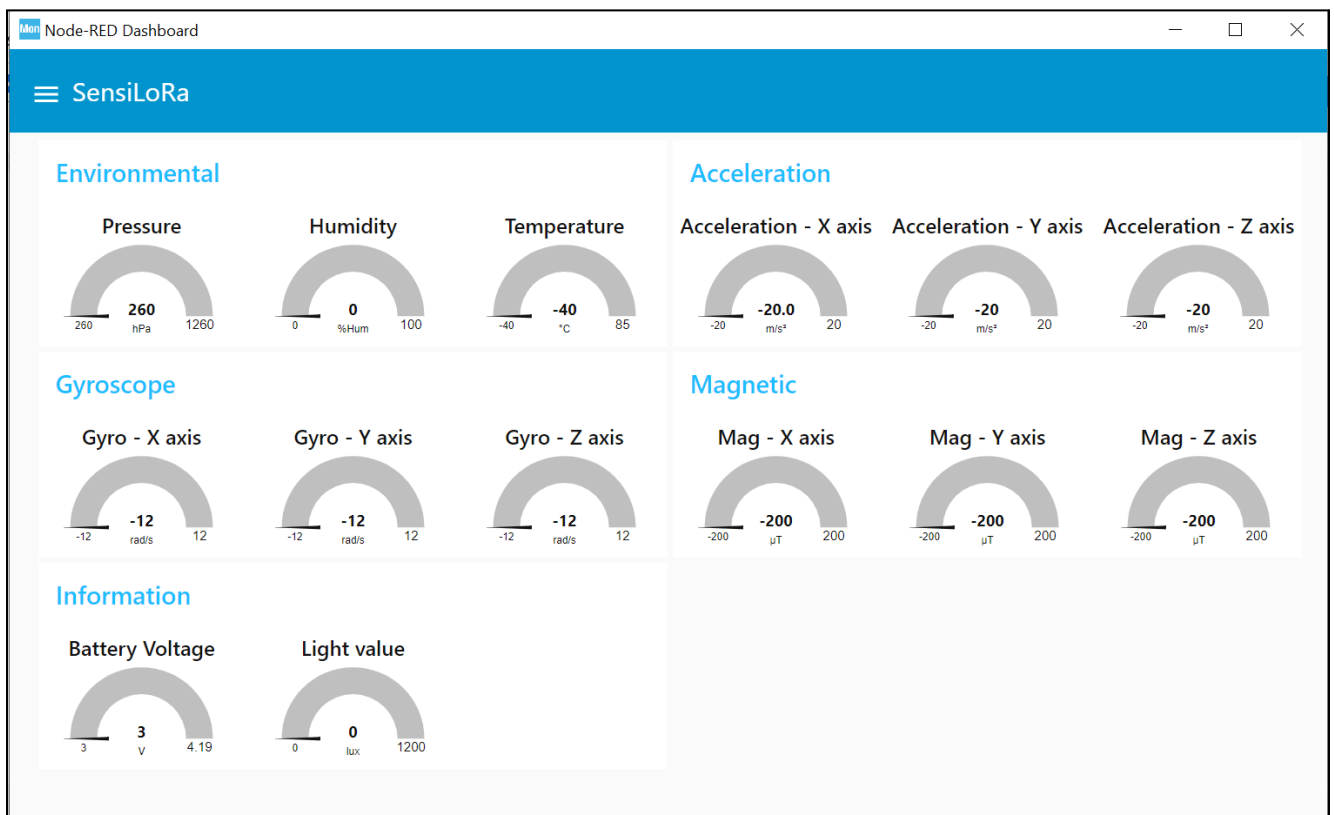 Mon Node-RED Dashboard
SensiLoRa
Environmental
Pressure Humidity Temperature
260 0 -40
260 hPa 1260 0 %Hum 100 -40 °C 85
Acceleration
Acceleration - X axis Acceleration - Y axis Acceleration - Z axis
-20.0 -20 -20
-20 m/s² 20 -20 m/s² 20 -20 m/s² 20
Gyroscope
Gyro - X axis Gyro - Y axis Gyro - Z axis
-12 -12 -12
-12 rad/s 12 -12 rad/s 12 -12 rad/s 12
Magnetic
Mag - X axis Mag - Y axis Mag - Z axis
-200 -200 -200
-200 µT 200 -200 µT 200 -200 µT 200
Information
Battery Voltage Light value
3 0
3 V 4.19 0 lux 1200